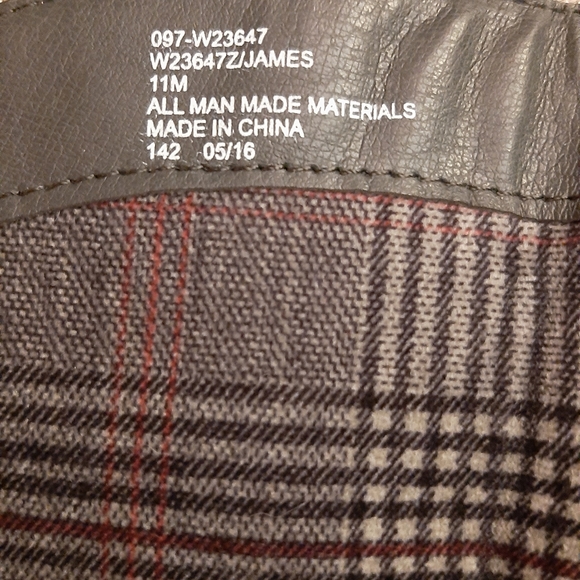 097-W23647
W23647Z/JAMES
11M
ALL MAN MADE MATERIALS
MADE IN CHINA
142 05/16